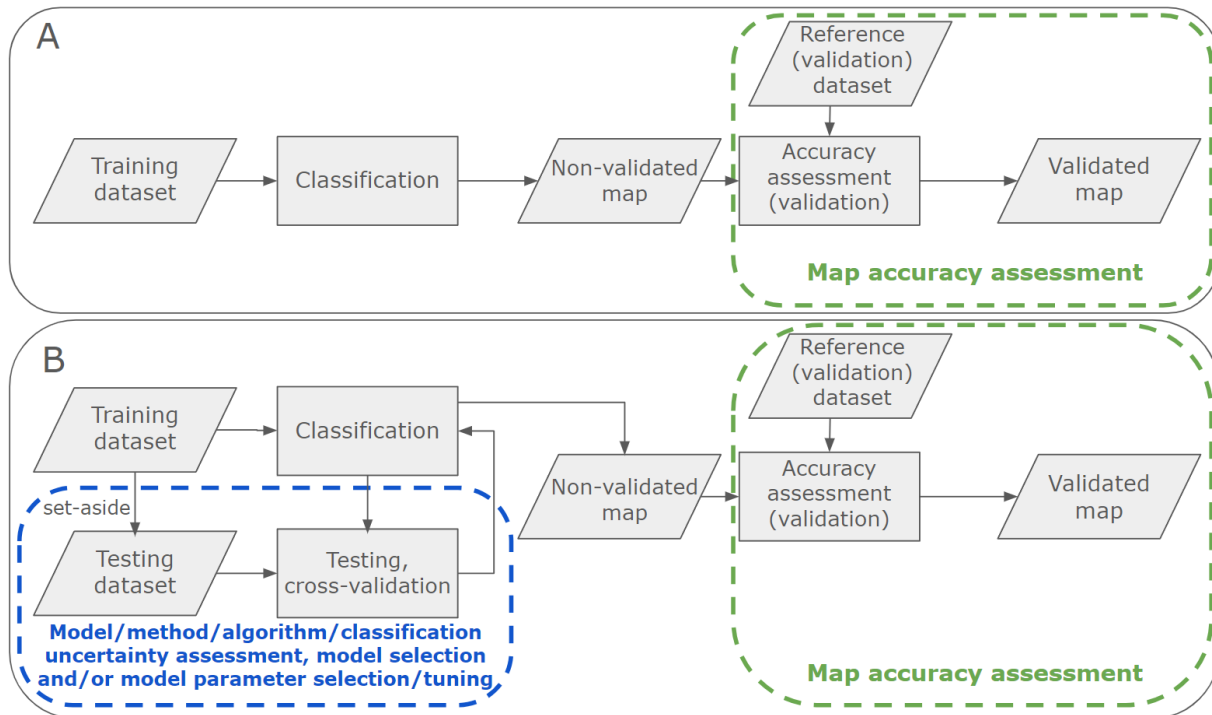 A
Reference
(validation)
dataset
Training
dataset
Classification
Non-validated
map
Accuracy
assessment
(validation)
Validated
map
Map accuracy assessment
B
Reference
(validation)
dataset
Training
dataset
Classification
Non-validated
map
Accuracy
assessment
(validation)
Validated
map
set-aside
Testing
dataset
Testing,
cross-validation
Model/method/algorithm/classification
uncertainty assessment, model selection
and/or model parameter selection/tuning
Map accuracy assessment